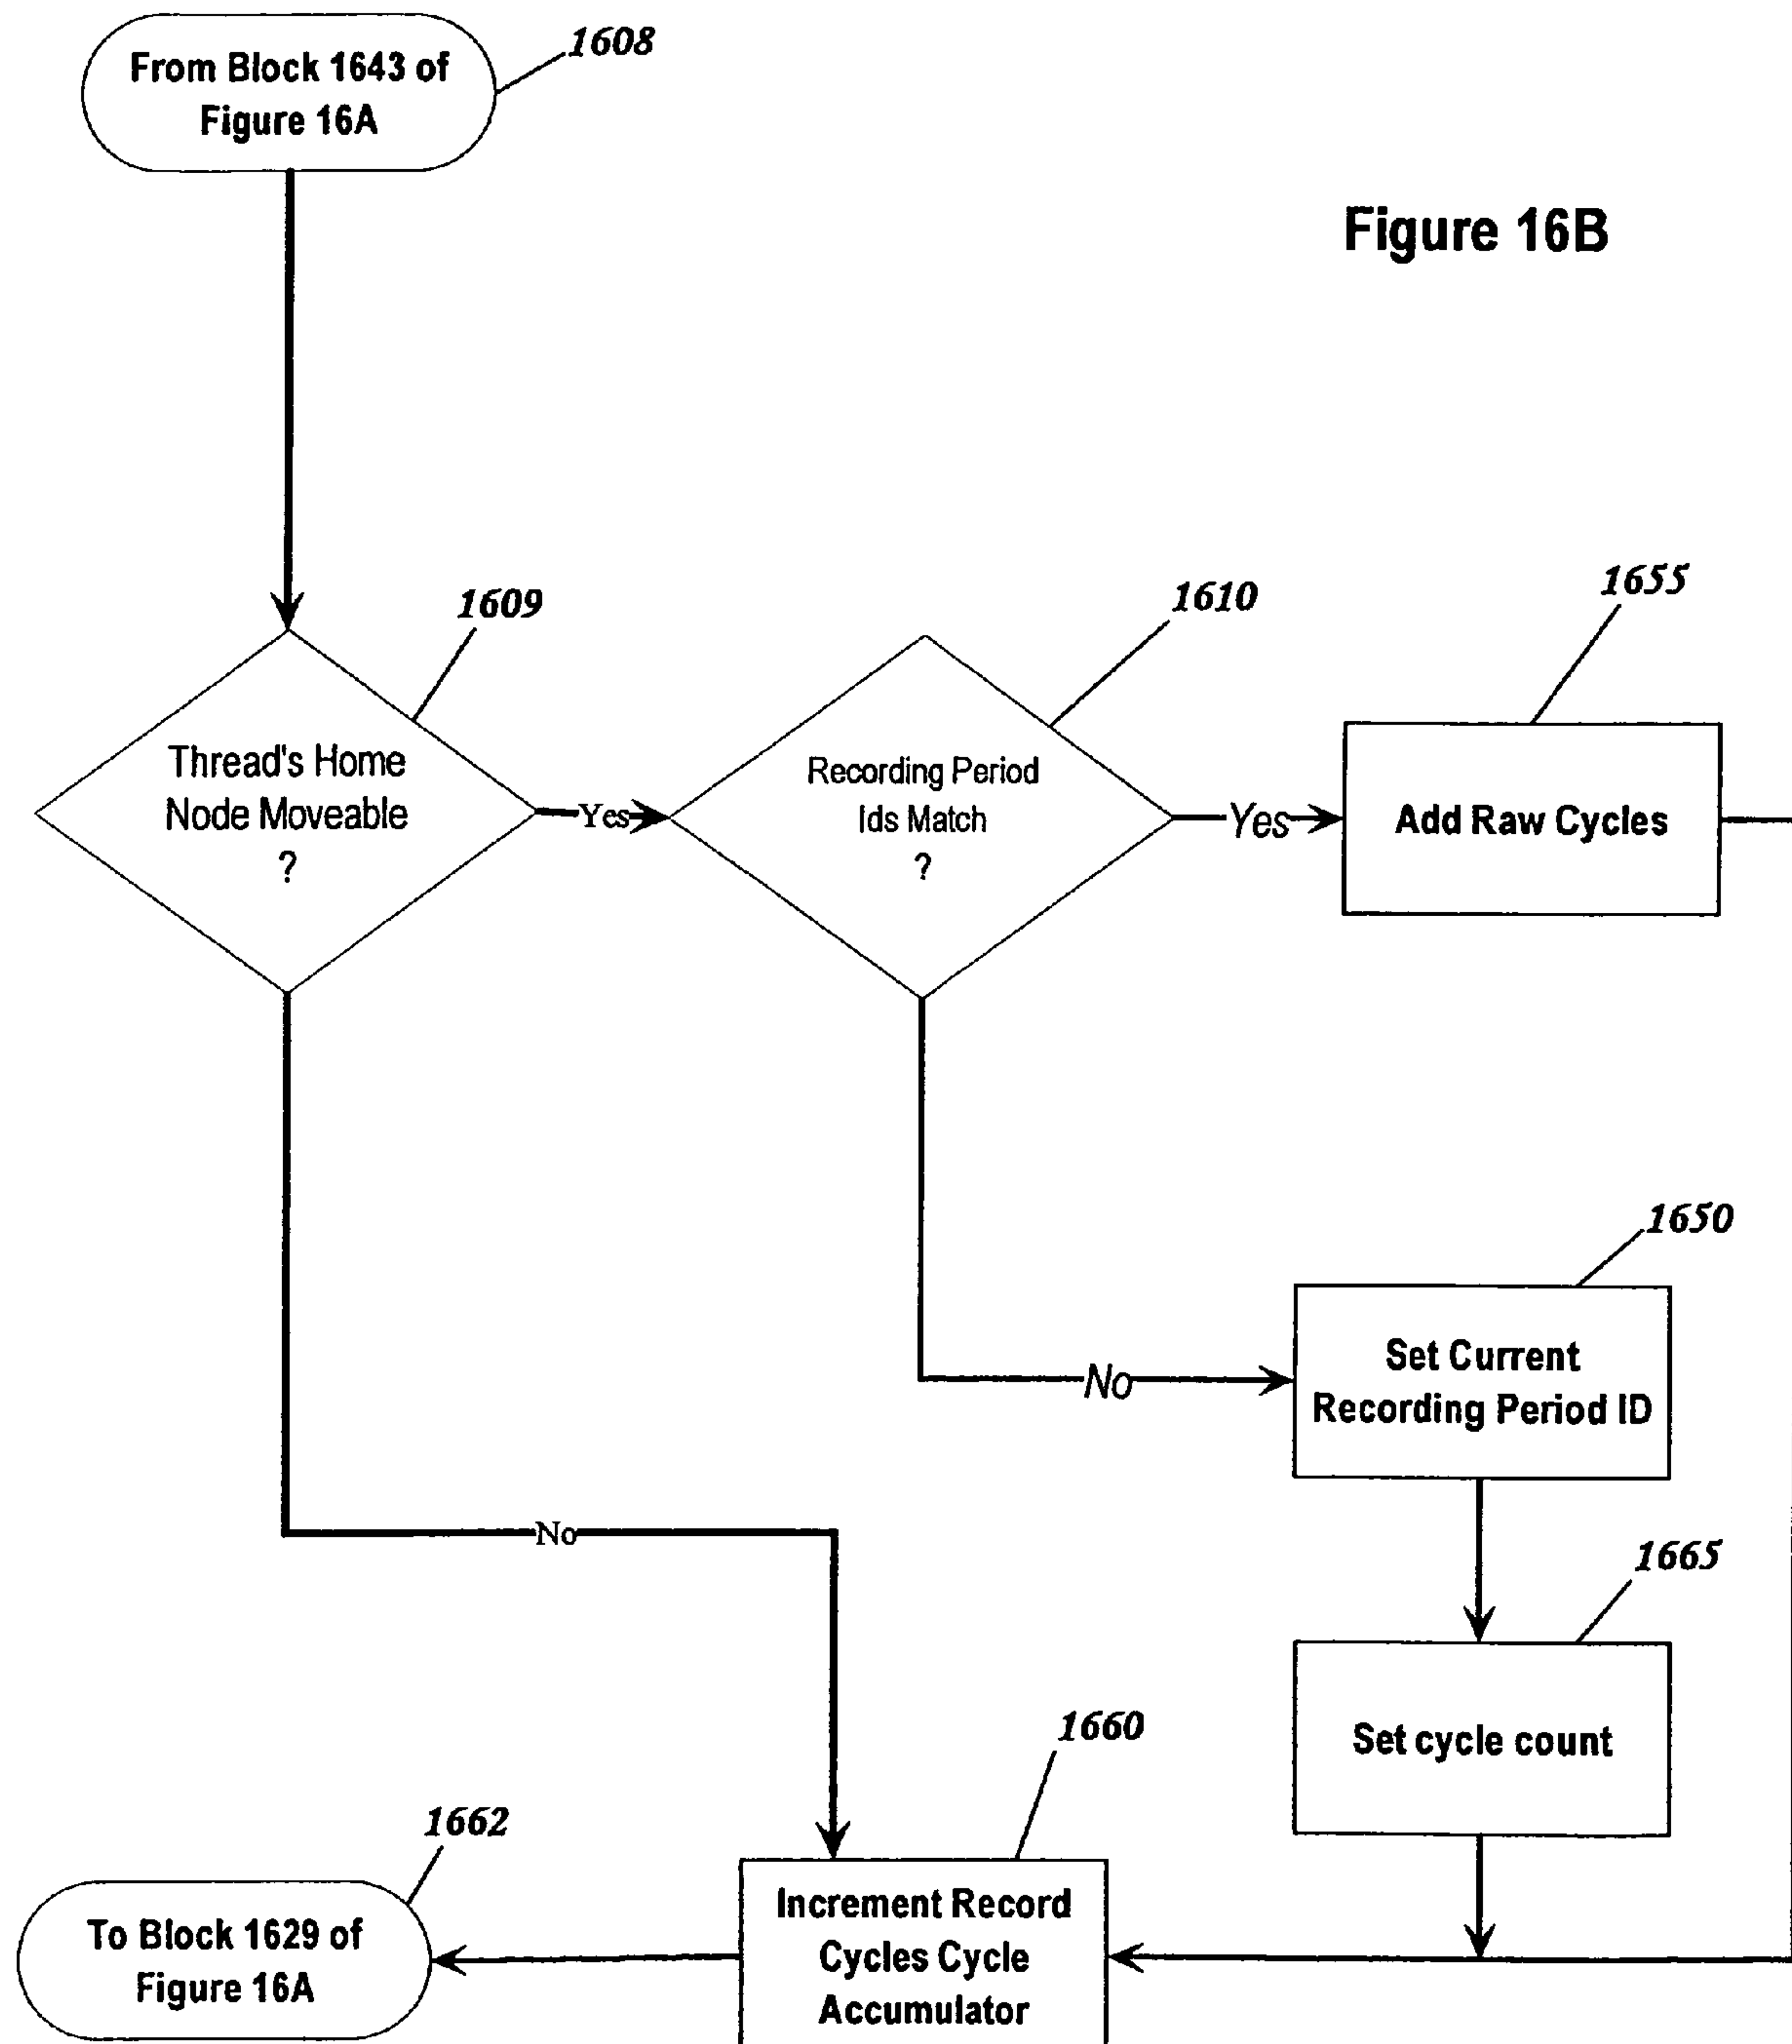 1608
From Block 1643 of
Figure 16A
Figure 16B
1609
Thread's Home
Node Moveable
?
Yes
1610
Recording Period
Ids Match
?
Yes
1655
Add Raw Cycles
No
1650
Set Current
Recording Period ID
No
1665
Set cycle count
1660
Increment Record
Cycles Cycle
Accumulator
1662
To Block 1629 of
Figure 16A